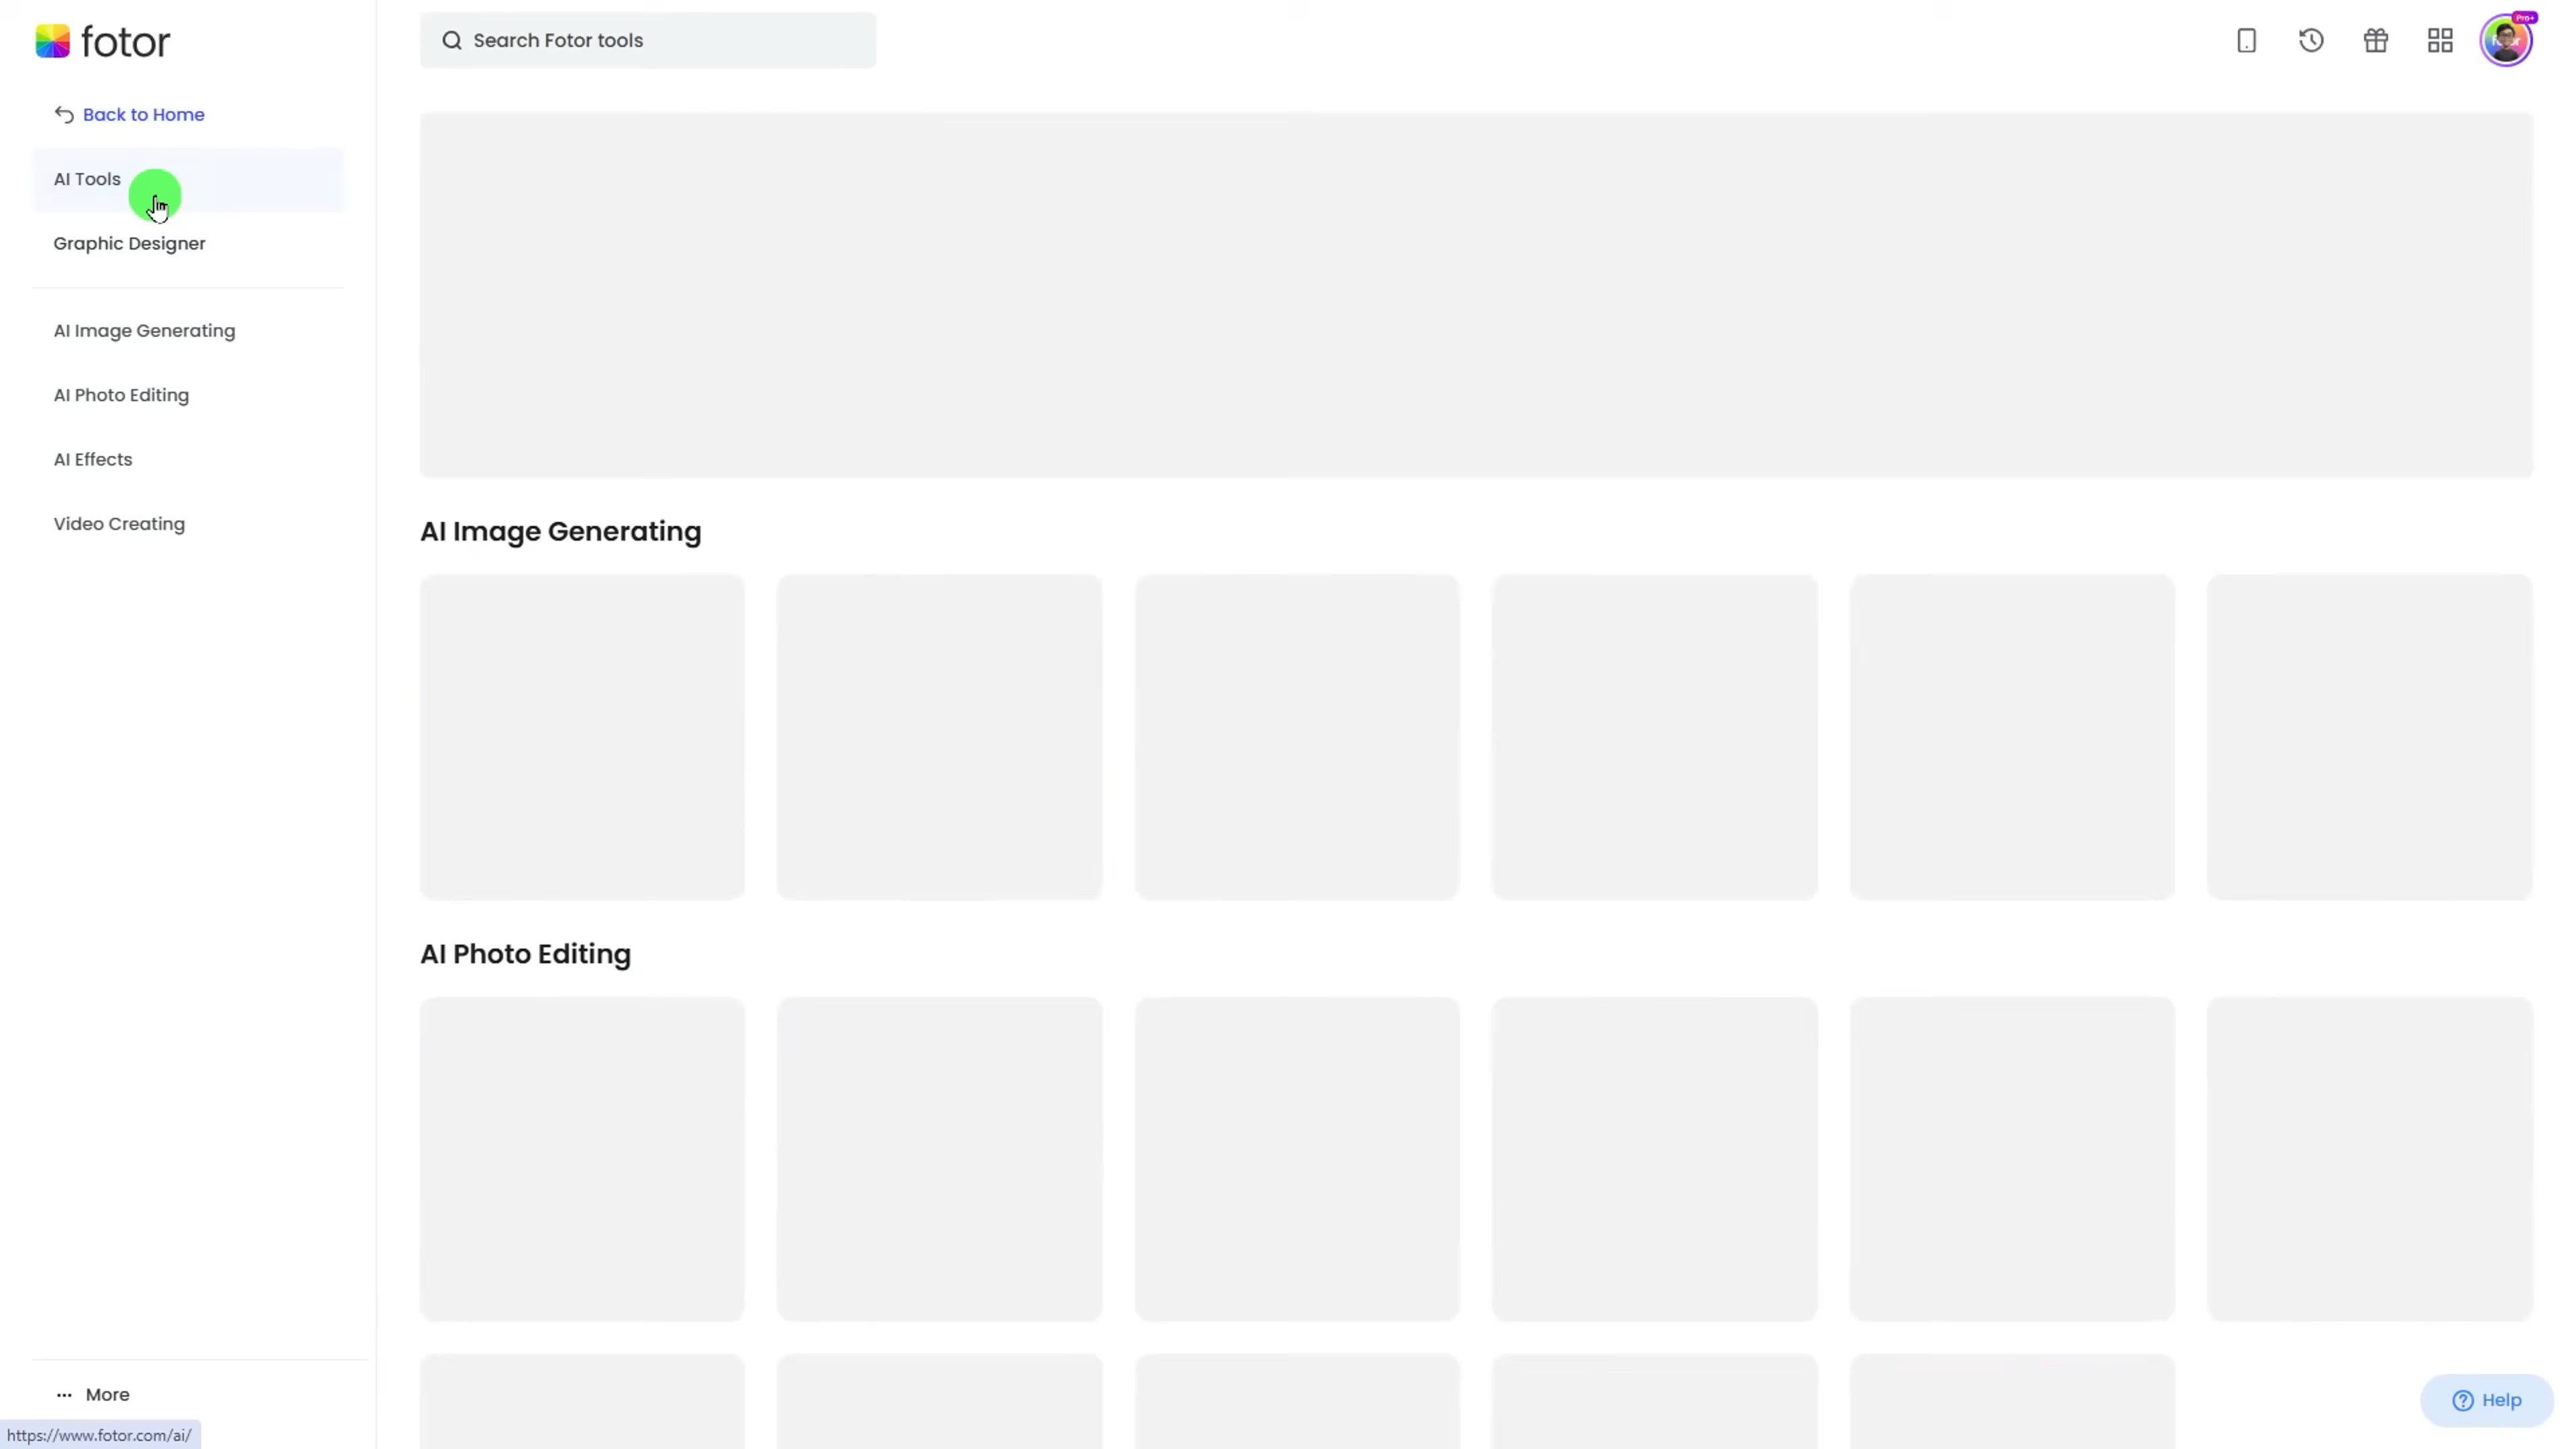 fotor
Search Fotor tools
Pro+
Back to Home
AI Tools
Graphic Designer
AI Image Generating
AI Photo Editing
AI Effects
Video Creating
AI Image Generating
AI Photo Editing
More
Help
https://www.fotor.com/ai/